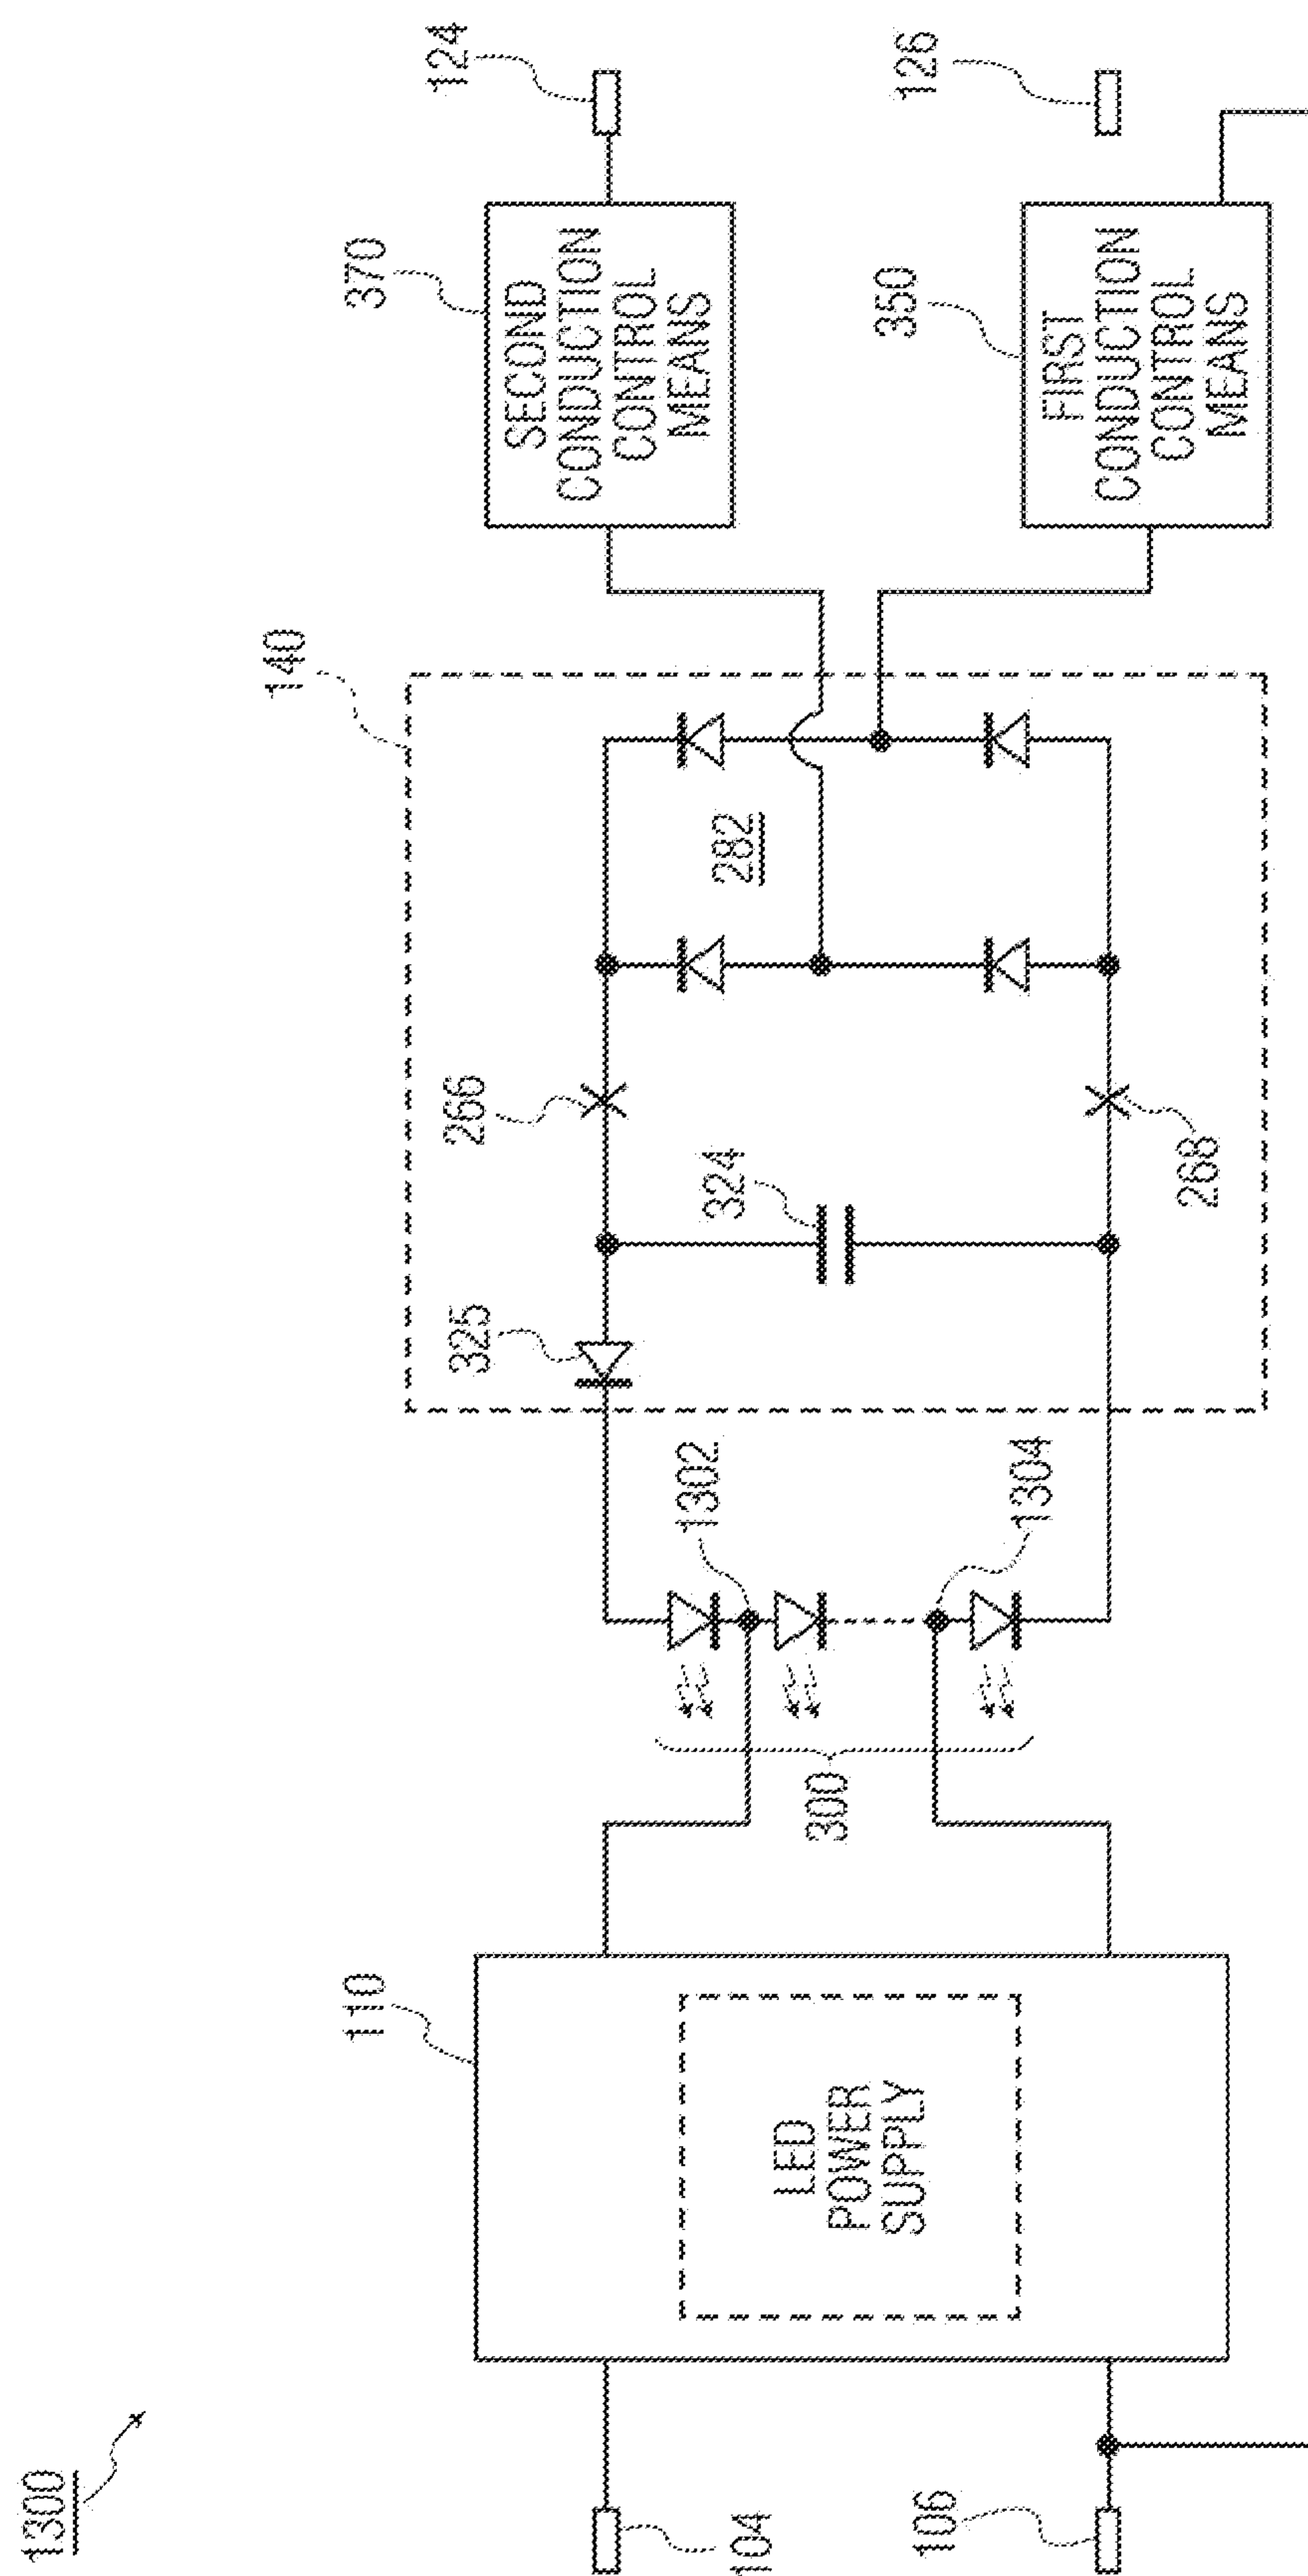 1300
104
106
110
LED
POWER
SUPPLY
300
1302
1304
140
325
324
266
268
282
370
SECOND
CONDUCTION
CONTROL
MEANS
350
FIRST
CONDUCTION
CONTROL
MEANS
124
126